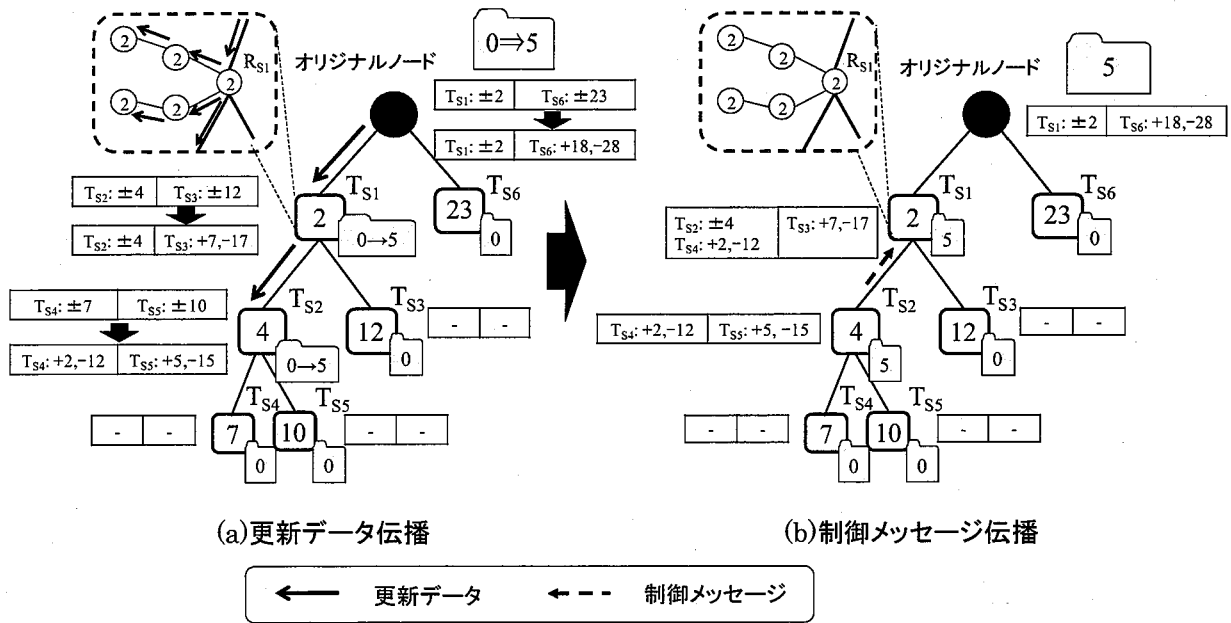 オリジナルノード
0⇒5
2 2 R_S1
2
2 2
T_S1: ±2 T_S6: ±23
T_S1: ±2 T_S6: +18,−28
T_S2: ±4 T_S3: ±12
T_S2: ±4 T_S3: +7,−17
T_S1
2
0→5
T_S6
23
0
T_S4: ±7 T_S5: ±10
T_S4: +2,−12 T_S5: +5, −15
T_S2
4
0→5
T_S3
12
0
- -
- -
T_S4
7
0
T_S5
10
0
- -
(a)更新データ伝播
オリジナルノード
5
2 2 R_S1
2
2 2
T_S1: ±2 T_S6: +18,−28
T_S2: ±4 T_S3: +7,−17
T_S4: +2,−12
T_S1
2
5
T_S6
23
0
T_S4: +2,−12 T_S5: +5, −15
T_S2
4
5
T_S3
12
0
- -
- -
T_S4
7
0
T_S5
10
0
- -
(b)制御メッセージ伝播
更新データ 制御メッセージ